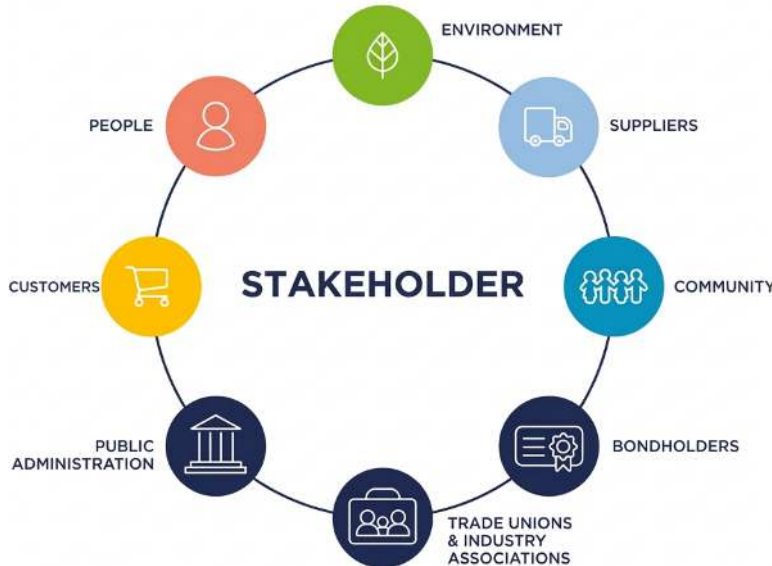 ENVIRONMENT
PEOPLE
SUPPLIERS
CUSTOMERS
STAKEHOLDER
COMMUNITY
PUBLIC
ADMINISTRATION
BONDHOLDERS
TRADE UNIONS
& INDUSTRY
ASSOCIATIONS